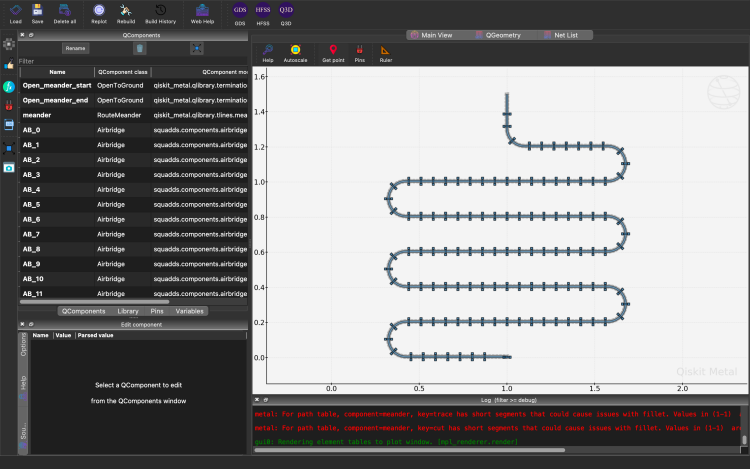 GDS HFSS Q3D
Load Save Delete all Replot Rebuild Build History Web Help GDS HFSS Q3D
QComponents
Rename
Filter
Name QComponent class QComponent mod
Open_meander_start OpenToGround qiskit_metal.qlibrary.terminatio
Open_meander_end OpenToGround qiskit_metal.qlibrary.terminatio
meander RouteMeander qiskit_metal.qlibrary.tlines.mea
AB_0 Airbridge squadds.components.airbridge
AB_1 Airbridge squadds.components.airbridge
AB_2 Airbridge squadds.components.airbridge
AB_3 Airbridge squadds.components.airbridge
AB_4 Airbridge squadds.components.airbridge
AB_5 Airbridge squadds.components.airbridge
AB_6 Airbridge squadds.components.airbridge
AB_7 Airbridge squadds.components.airbridge
AB_8 Airbridge squadds.components.airbridge
AB_9 Airbridge squadds.components.airbridge
AB_10 Airbridge squadds.components.airbridge
AB_11 Airbridge squadds.components.airbridge
QComponents Library Pins Variables
Edit component
Options
Help
Sou...
Name Value Parsed value
Select a QComponent to edit
from the QComponents window
Main View QGeometry Net List
Help Autoscale Get point Pins Ruler
1.6
1.4
1.2
1.0
0.8
0.6
0.4
0.2
0.0
0.0 0.5 1.0 1.5 2.0
Qiskit Metal
Log (filter >= debug)
metal: For path table, component=meander, key=trace has short segments that could cause issues with fillet. Values in (1-1) a
metal: For path table, component=meander, key=cut has short segments that could cause issues with fillet. Values in (1-1) are
gui0: Rendering element tables to plot window. [mpl_renderer.render]